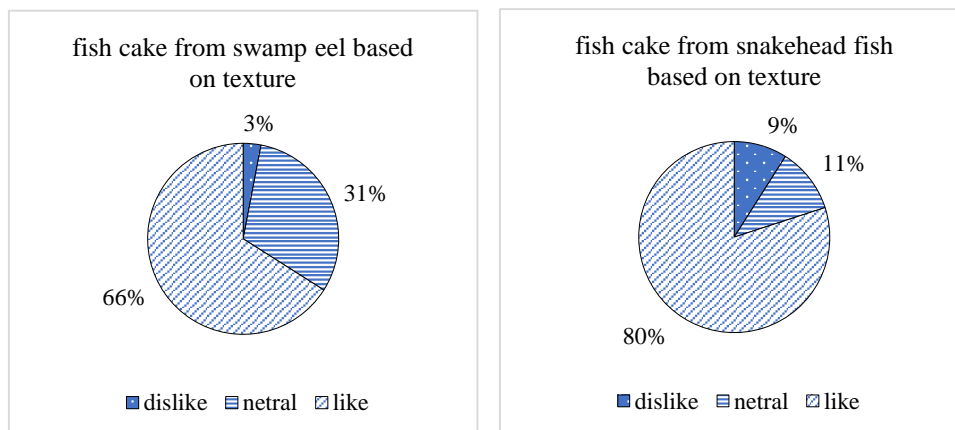 fish cake from swamp eel based
on texture
3%
31%
66%
dislike netral like
fish cake from snakehead fish
based on texture
9%
11%
80%
dislike netral like